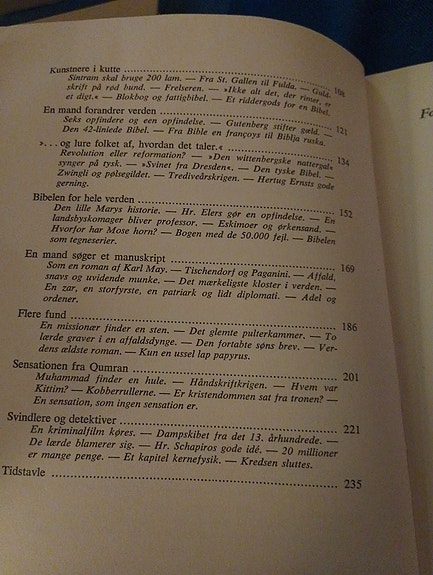 Kunstnere i kutte ........ 108
Sintram skal bruge 200 lam. — Fra St. Gallen til Fulda. — Guld-
skrift på rød bund. — Frelseren. — »Ikke alt det, der rimer, er
et digt.« — Blokbog og fattigbibel. — Et riddergods for en Bibel.
En mand forandrer verden ........ 121
Seks opfindere og een opfindelse. — Gutenberg stifter gæld. —
Den 42-liniede Bibel. — Fra Bible en françoys til Biblja ruska.
». . . og lure folket af, hvordan det taler.« ........ 134
Revolution eller reformation? — »Den wittenbergske nattergal«
synger på tysk. — »Svinet fra Dresden«. — Den tyske Bibel. —
Zwingli og pølsegildet. — Tredivеårskrigen. — Hertug Ernsts gode
gerning.
Bibelen for hele verden ........ 152
Den lille Marys historie. — Hr. Elers gør en opfindelse. — En
landsbyskomager bliver professor. — Eskimoer og ørkensand. —
Hvorfor har Mose horn? — Bogen med de 50.000 fejl. — Bibelen
som tegneserier.
En mand søger et manuskript ........ 169
Som en roman af Karl May. — Tischendorf og Paganini. — Affald,
snavs og uvidende munke. — Det mærkeligste kloster i verden. —
En zar, en storfyrste, en patriark og lidt diplomati. — Adel og
ordener.
Flere fund ........ 186
En missionær finder en sten. — Det glemte pulterkammer. — To
lærde graver i en affaldsdynge. — Den fortabte søns brev. — Ver-
dens ældste roman. — Kun en ussel lap papyrus.
Sensationen fra Qumran ........ 201
Muhammad finder en hule. — Håndskriftkrigen. — Hvem var
Kittim? — Kobberrullerne. — Er kristendommen sat fra tronen? —
En sensation, som ingen sensation er.
Svindlere og detektiver ........ 221
En kriminalfilm køres. — Dampskibet fra det 13. århundrede. —
De lærde blamerer sig. — Hr. Schapiros gode idé. — 20 millioner
er mange penge. — Et kapitel kernefysik. — Kredsen sluttes.
Tidstavle ........ 235